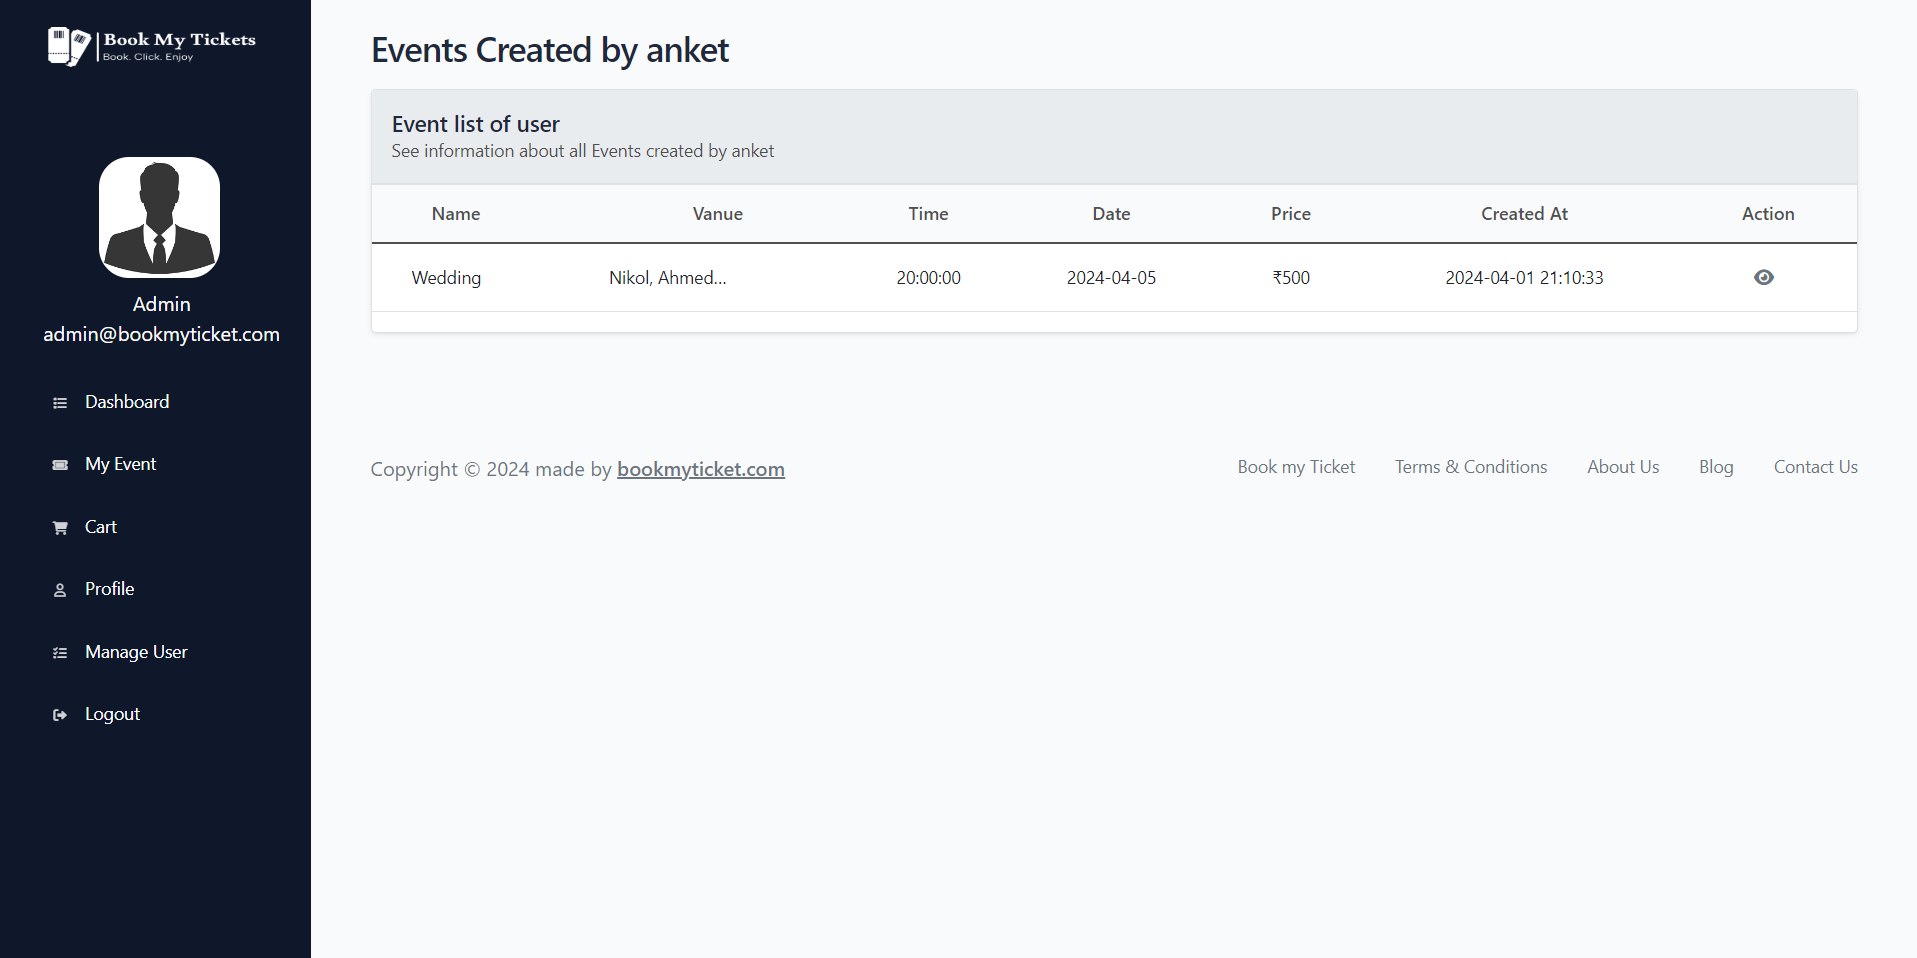 Book My Tickets
Book. Click. Enjoy
Admin
admin@bookmyticket.com
Dashboard
My Event
Cart
Profile
Manage User
Logout
Events Created by anket
Event list of user
See information about all Events created by anket
Name Vanue Time Date Price Created At Action
Wedding Nikol, Ahmed... 20:00:00 2024-04-05 ₹500 2024-04-01 21:10:33
Copyright © 2024 made by bookmyticket.com
Book my Ticket Terms & Conditions About Us Blog Contact Us